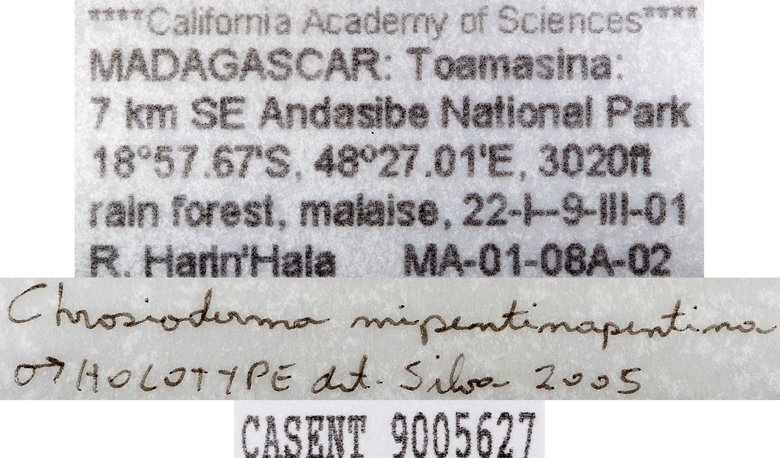 ****California Academy of Sciences****
MADAGASCAR: Toamasina:
7 km SE Andasibe National Park
18°57.67'S, 48°27.01'E, 3020ft
rain forest, malaise, 22-I--9-III-01
R. Harin'Hala MA-01-08A-02
Chrosioderma mipentinapentina
♂ HOLOTYPE det. Silva 2005
CASENT 9005627